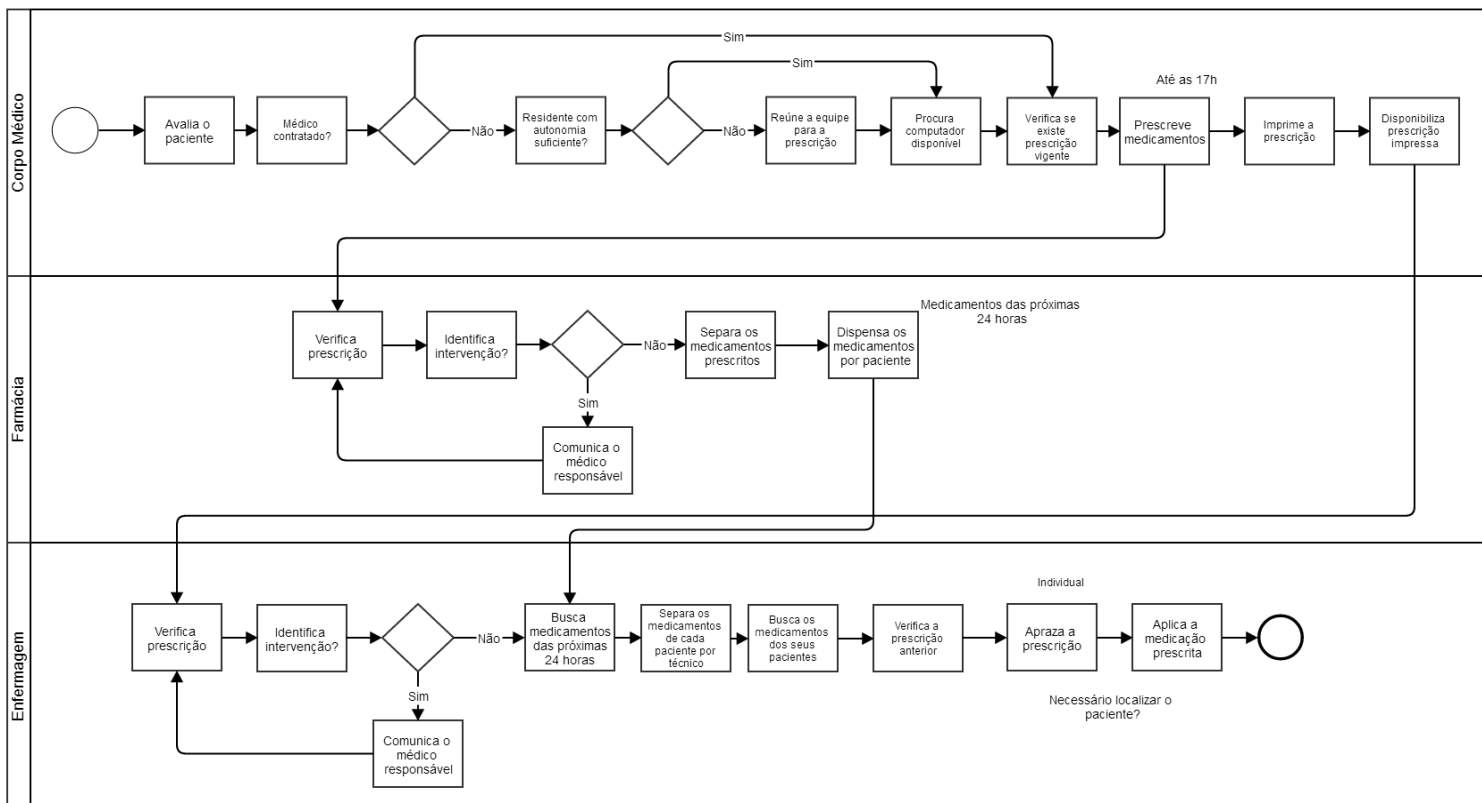 Corpo Médico
Sim
Sim
Até as 17h
Avalia o
paciente
Médico
contratado?
Não
Residente com
autonomia
suficiente?
Não
Reúne a equipe
para a
prescrição
Procura
computador
disponível
Verifica se
existe
prescrição
vigente
Prescreve
medicamentos
Imprime a
prescrição
Disponibiliza
prescrição
impressa
Farmácia
Medicamentos das próximas
24 horas
Verifica
prescrição
Identifica
intervenção?
Não
Separa os
medicamentos
prescritos
Dispensa os
medicamentos
por paciente
Sim
Comunica o
médico
responsável
Enfermagem
Individual
Verifica
prescrição
Identifica
intervenção?
Não
Busca
medicamentos
das próximas
24 horas
Separa os
medicamentos
de cada
paciente por
técnico
Busca os
medicamentos
dos seus
pacientes
Verifica a
prescrição
anterior
Apraza a
prescrição
Aplica a
medicação
prescrita
Sim
Necessário localizar o
paciente?
Comunica o
médico
responsável